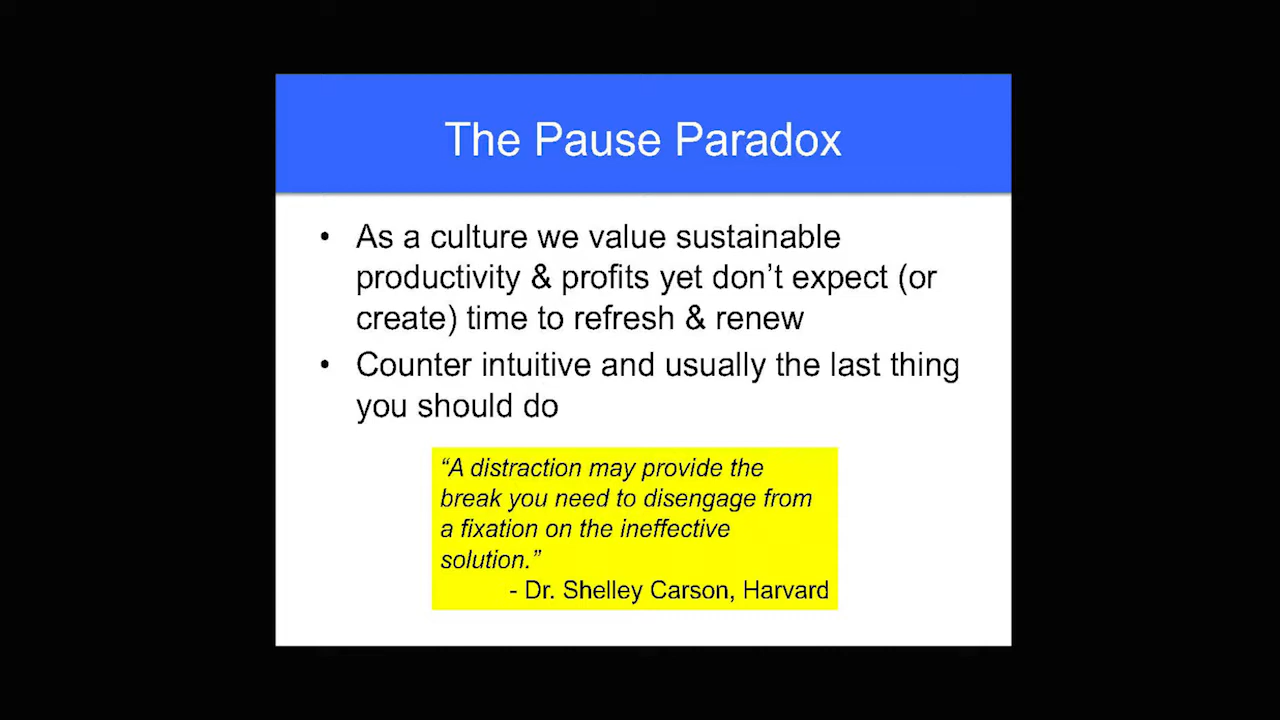 The Pause Paradox
• As a culture we value sustainable
productivity & profits yet don’t expect (or
create) time to refresh & renew
• Counter intuitive and usually the last thing
you should do
“A distraction may provide the
break you need to disengage from
a fixation on the ineffective
solution.”
- Dr. Shelley Carson, Harvard